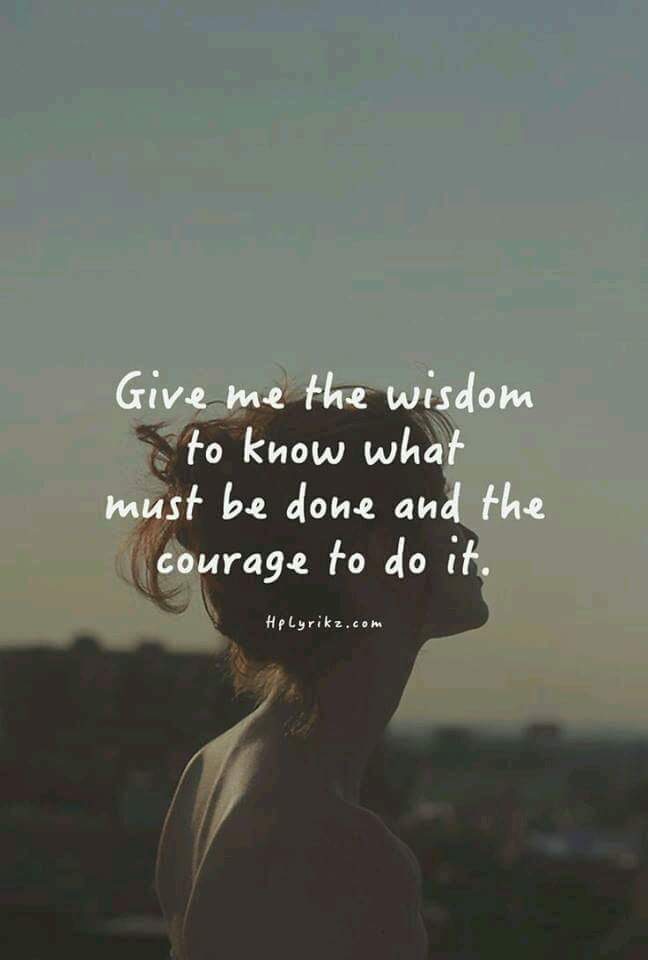 Give me the wisdom
to know what
must be done and the
courage to do it.
HpLyrikz.com